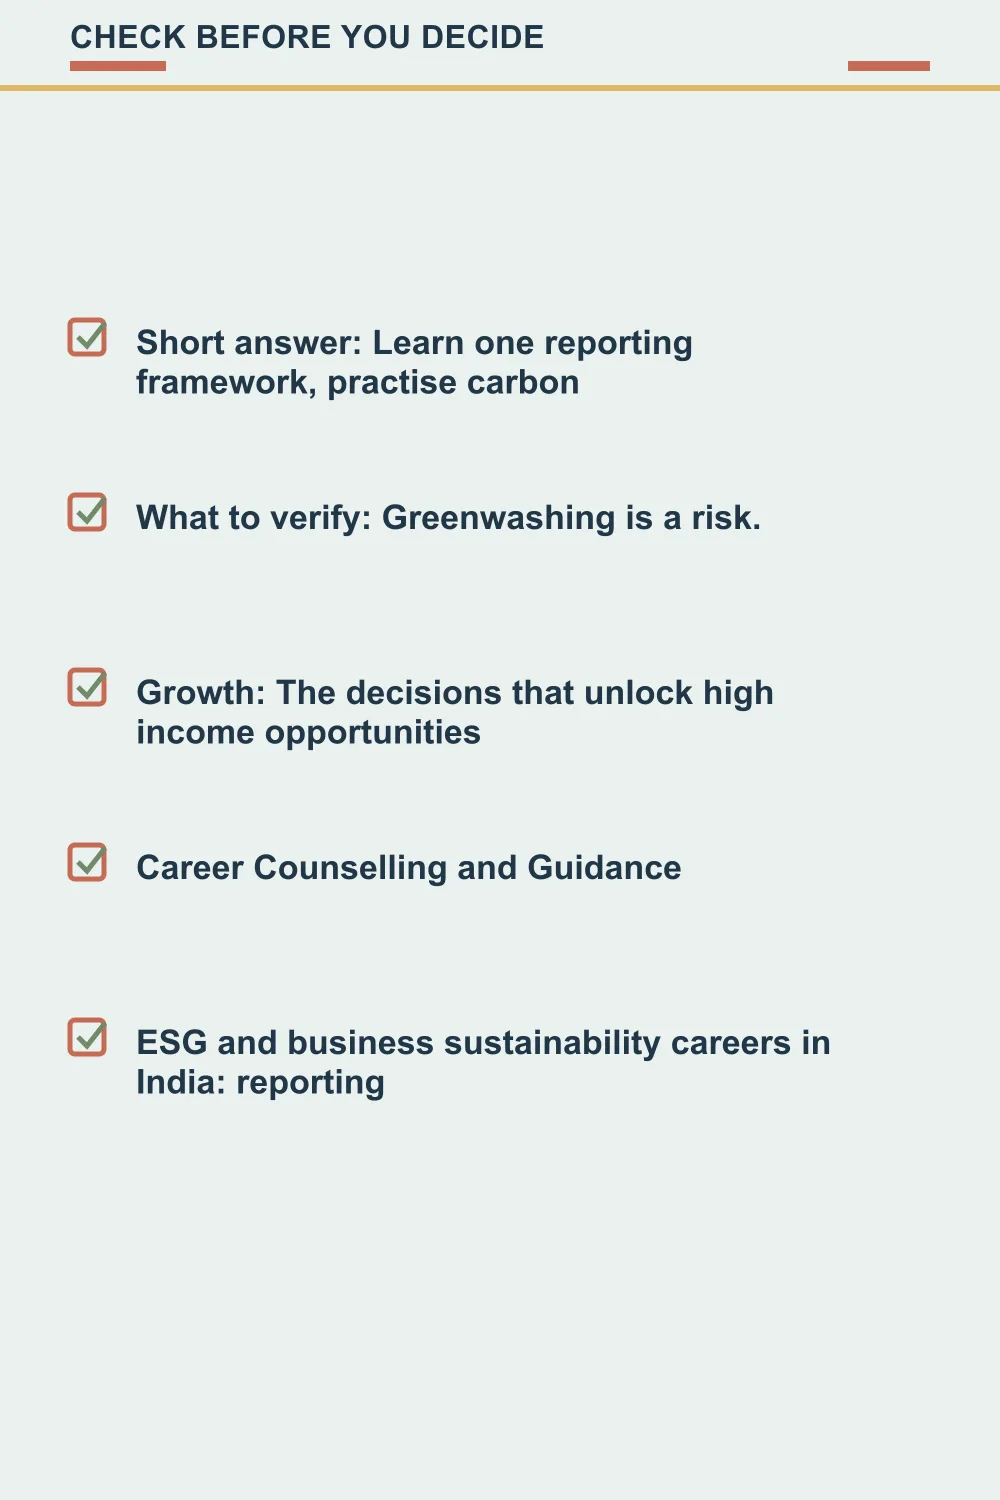 CHECK BEFORE YOU DECIDE
Short answer: Learn one reporting
framework, practise carbon
What to verify: Greenwashing is a risk.
Growth: The decisions that unlock high
income opportunities
Career Counselling and Guidance
ESG and business sustainability careers in
India: reporting